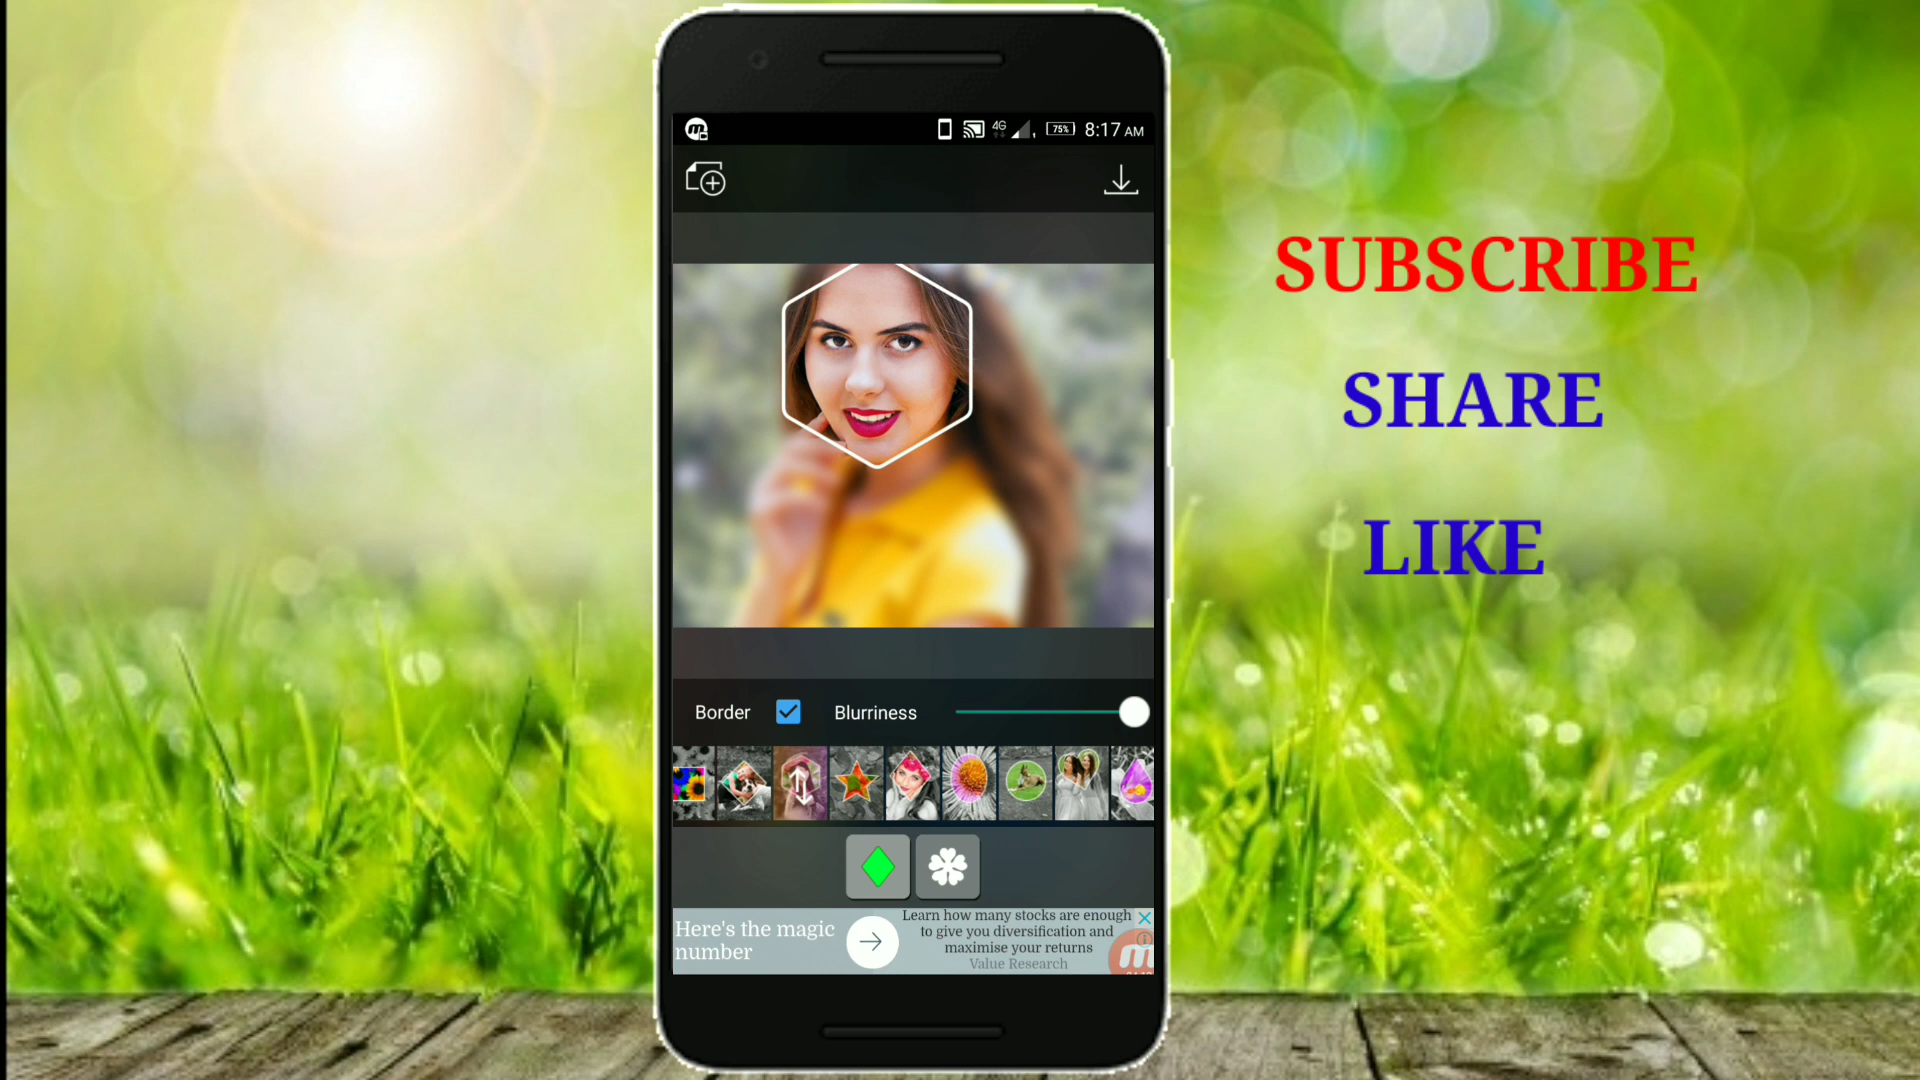 4G
75%
8:17 AM
SUBSCRIBE
SHARE
LIKE
Border
Blurriness
Here's the magic
number
Learn how many stocks are enough
to give you diversification and
maximise your returns
Value Research